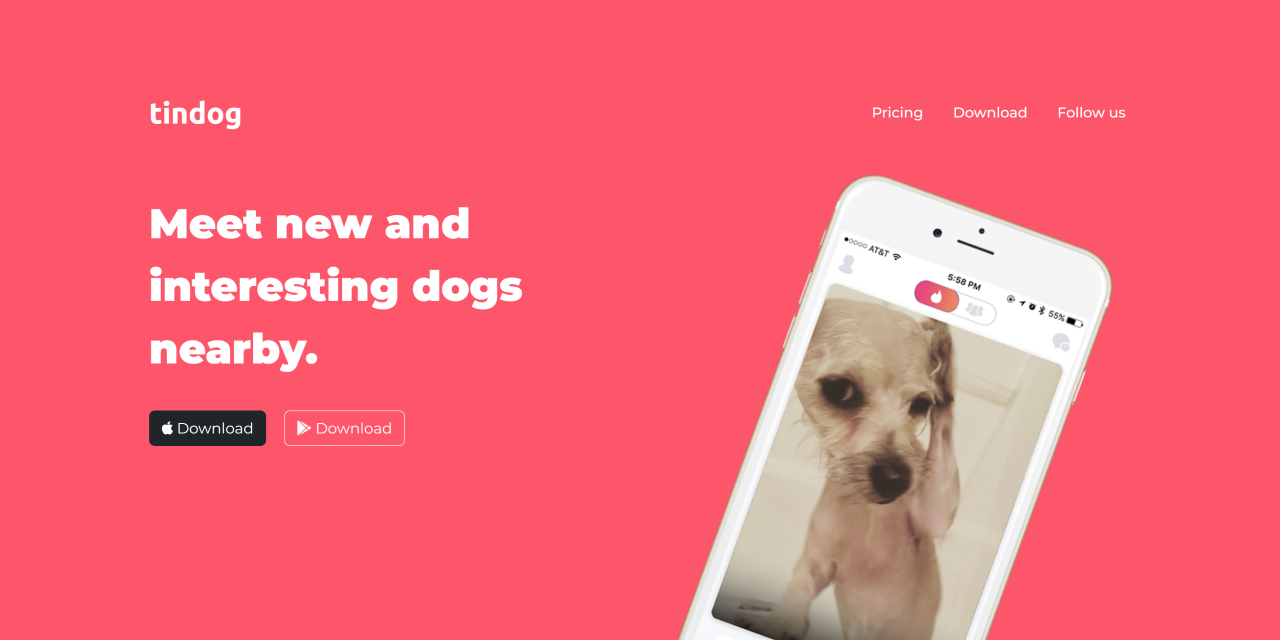 tindog
Pricing Download Follow us
Meet new and
interesting dogs
nearby.
Download Download
AT&T
5:58 PM
55%